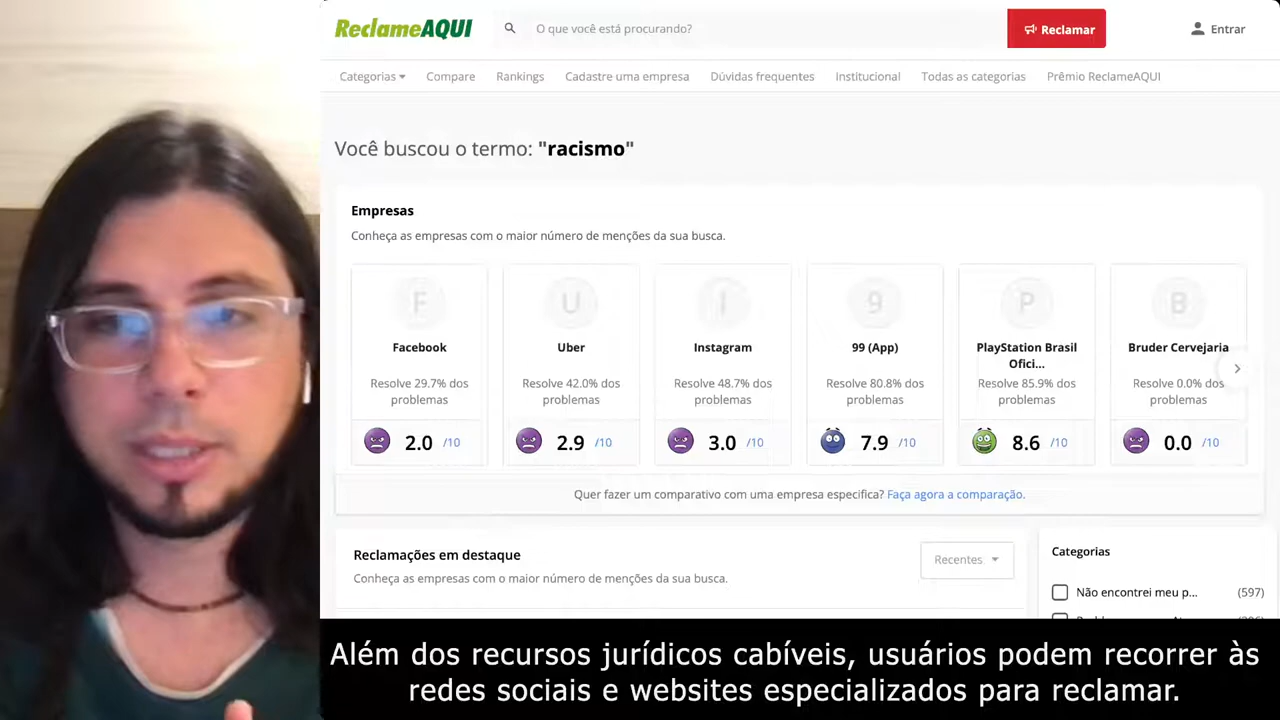 ReclameAQUI
O que você está procurando?
Reclamar
Entrar
Categorias Compare Rankings Cadastre uma empresa Dúvidas frequentes Institucional Todas as categorias Prêmio ReclameAQUI
Você buscou o termo: "racismo"
Empresas
Conheça as empresas com o maior número de menções da sua busca.
F
Facebook
Resolve 29.7% dos
problemas
2.0 /10
U
Uber
Resolve 42.0% dos
problemas
2.9 /10
I
Instagram
Resolve 48.7% dos
problemas
3.0 /10
9
99 (App)
Resolve 80.8% dos
problemas
7.9 /10
P
PlayStation Brasil
Ofici...
Resolve 85.9% dos
problemas
8.6 /10
B
Bruder Cervejaria
Resolve 0.0% dos
problemas
0.0 /10
Quer fazer um comparativo com uma empresa especifica? Faça agora a comparação.
Reclamações em destaque
Conheça as empresas com o maior número de menções da sua busca.
Recentes
Categorias
Não encontrei meu p... (597)
Além dos recursos jurídicos cabíveis, usuários podem recorrer às
redes sociais e websites especializados para reclamar.